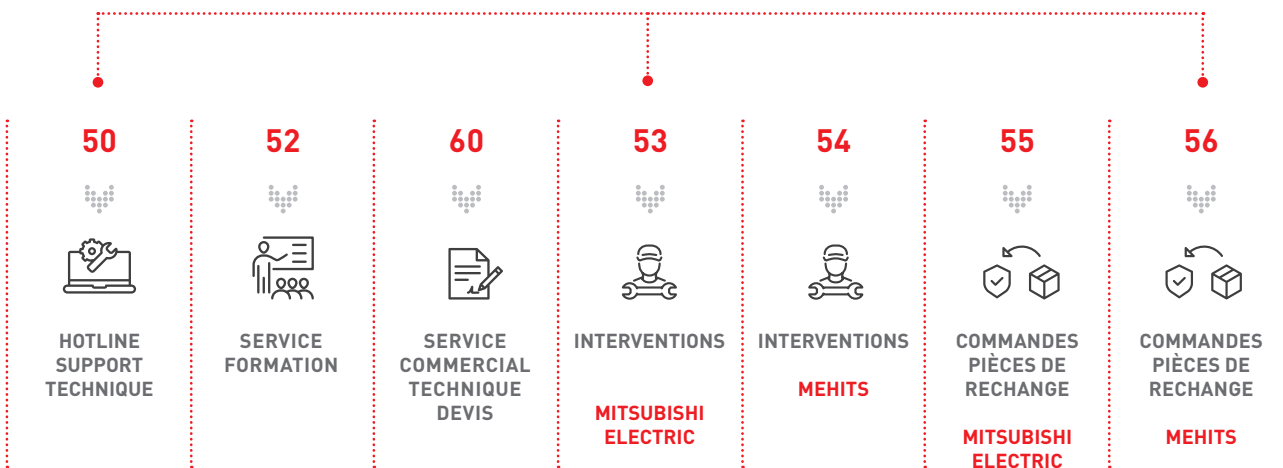 50
HOTLINE
SUPPORT
TECHNIQUE
52
SERVICE
FORMATION
60
SERVICE
COMMERCIAL
TECHNIQUE
DEVIS
53
INTERVENTIONS
MITSUBISHI
ELECTRIC
54
INTERVENTIONS
MEHITS
55
COMMANDES
PIÈCES DE
RECHANGE
MITSUBISHI
ELECTRIC
56
COMMANDES
PIÈCES DE
RECHANGE
MEHITS